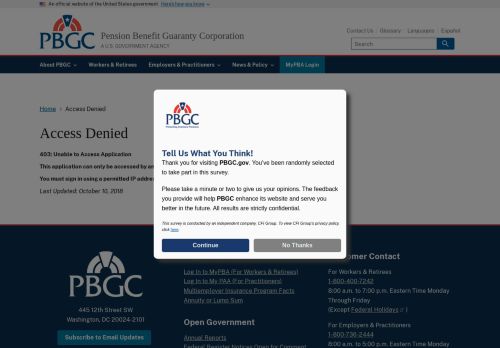 An official website of the United States government Here's how you know
PBGC
Pension Benefit Guaranty Corporation
A U.S. GOVERNMENT AGENCY
Contact Us Glossary Languages Español
Search
About PBGC Workers & Retirees Employers & Practitioners News & Policy MyPBA Login
Home > Access Denied
Access Denied
403: Unable to Access Application
This application can only be accessed by an
You must sign in using a permitted IP addres
Last Updated: October 10, 2018
PBGC
Protecting America's Pensions
Tell Us What You Think!
Thank you for visiting PBGC.gov. You've been randomly selected
to take part in this survey.
Please take a minute or two to give us your opinions. The feedback
you provide will help PBGC enhance its website and serve you
better in the future. All results are strictly confidential.
This survey is conducted by an independent company, CFI Group. To view CFI Group's privacy policy,
click here.
Continue
No Thanks
PBGC
445 12th Street SW
Washington, DC 20024-2101
Subscribe to Email Updates
Log In to MyPBA (For Workers & Retirees)
Log In to My PAA (For Practitioners)
Multiemployer Insurance Program Facts
Annuity or Lump Sum
Open Government
Annual Reports
Federal Register Notices Open for Comment
Customer Contact
For Workers & Retirees
1-800-400-7242
8:00 a.m. to 7:00 p.m. Eastern Time Monday
Through Friday
(Except Federal Holidays )
For Employers & Practitioners
1-800-736-2444
8:00 a.m. to 5:00 p.m. Eastern Time Monday